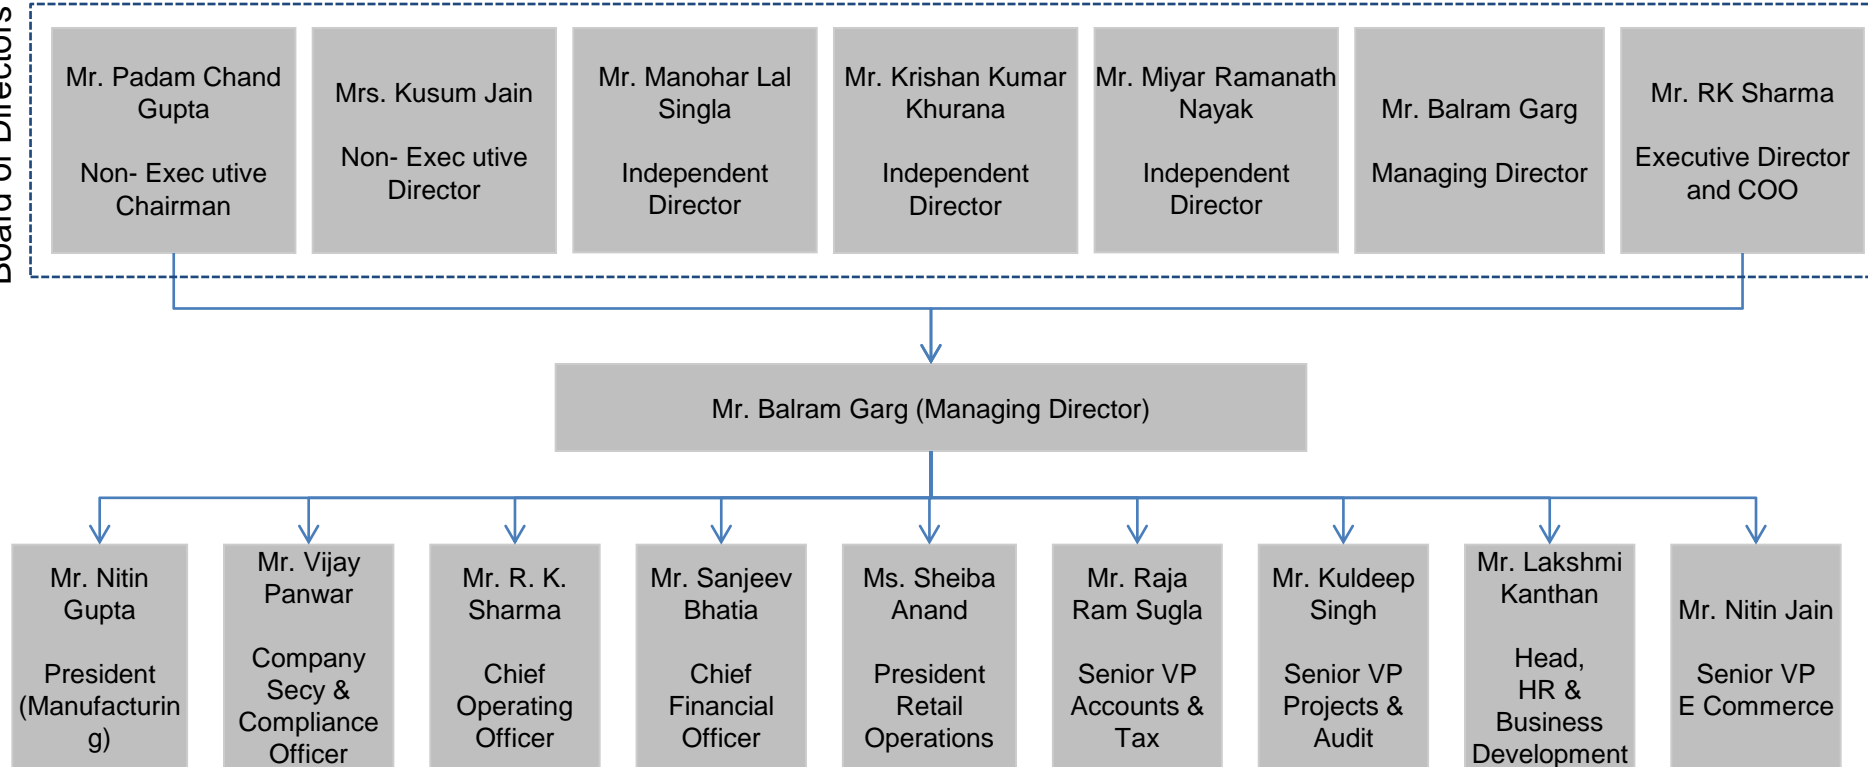 Board of Directors
Mr. Padam Chand
Gupta
Non- Exec utive
Chairman
Mrs. Kusum Jain
Non- Exec utive
Director
Mr. Manohar Lal
Singla
Independent
Director
Mr. Krishan Kumar
Khurana
Independent
Director
Mr. Miyar Ramanath
Nayak
Independent
Director
Mr. Balram Garg
Managing Director
Mr. RK Sharma
Executive Director
and COO
Mr. Balram Garg (Managing Director)
Mr. Nitin
Gupta
President
(Manufacturin
g)
Mr. Vijay
Panwar
Company
Secy &
Compliance
Officer
Mr. R. K.
Sharma
Chief
Operating
Officer
Mr. Sanjeev
Bhatia
Chief
Financial
Officer
Ms. Sheiba
Anand
President
Retail
Operations
Mr. Raja
Ram Sugla
Senior VP
Accounts &
Tax
Mr. Kuldeep
Singh
Senior VP
Projects &
Audit
Mr. Lakshmi
Kanthan
Head,
HR &
Business
Development
Mr. Nitin Jain
Senior VP
E Commerce